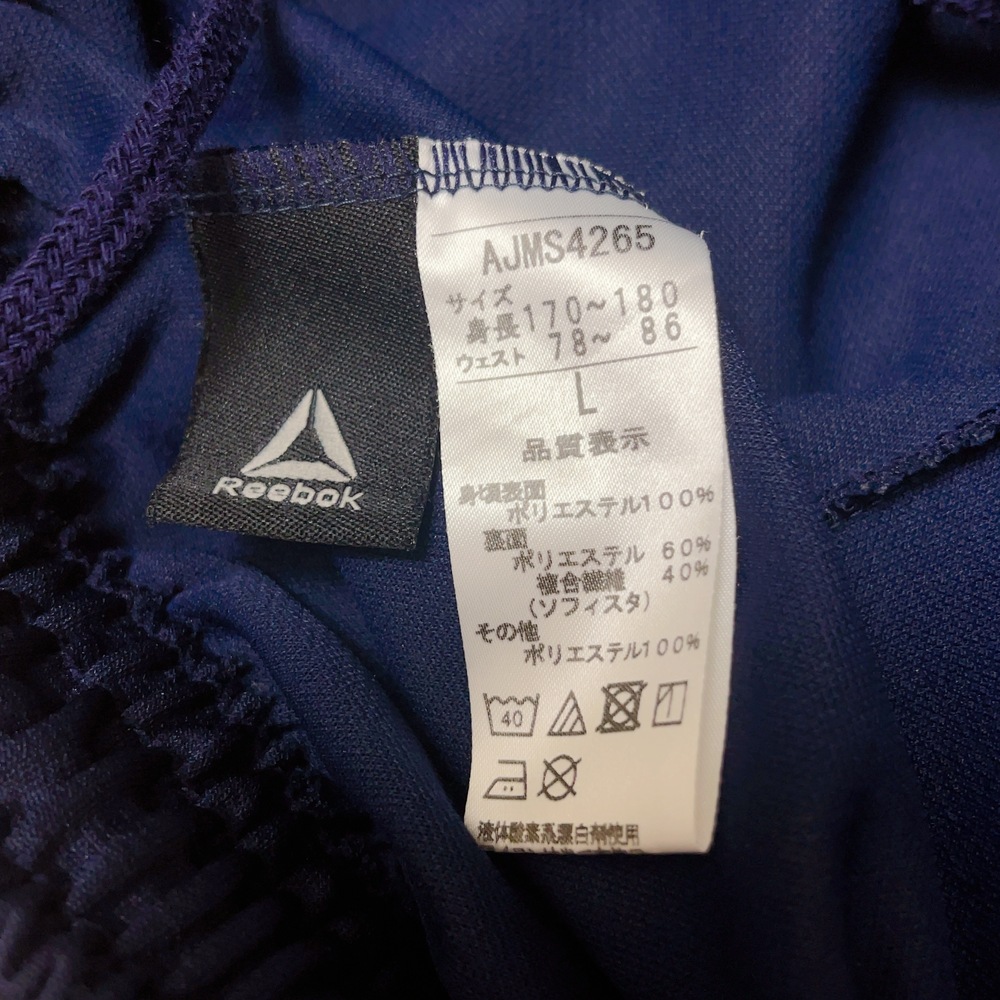 Reebok
AJMS4265
サイズ
身長170~180
ウェスト 78~ 86
L
品質表示
身頃表面
ポリエステル100%
裏面
ポリエステル 60%
複合繊維 40%
(ソフィスタ)
その他
ポリエステル100%
40
液体酸素系漂白剤使用